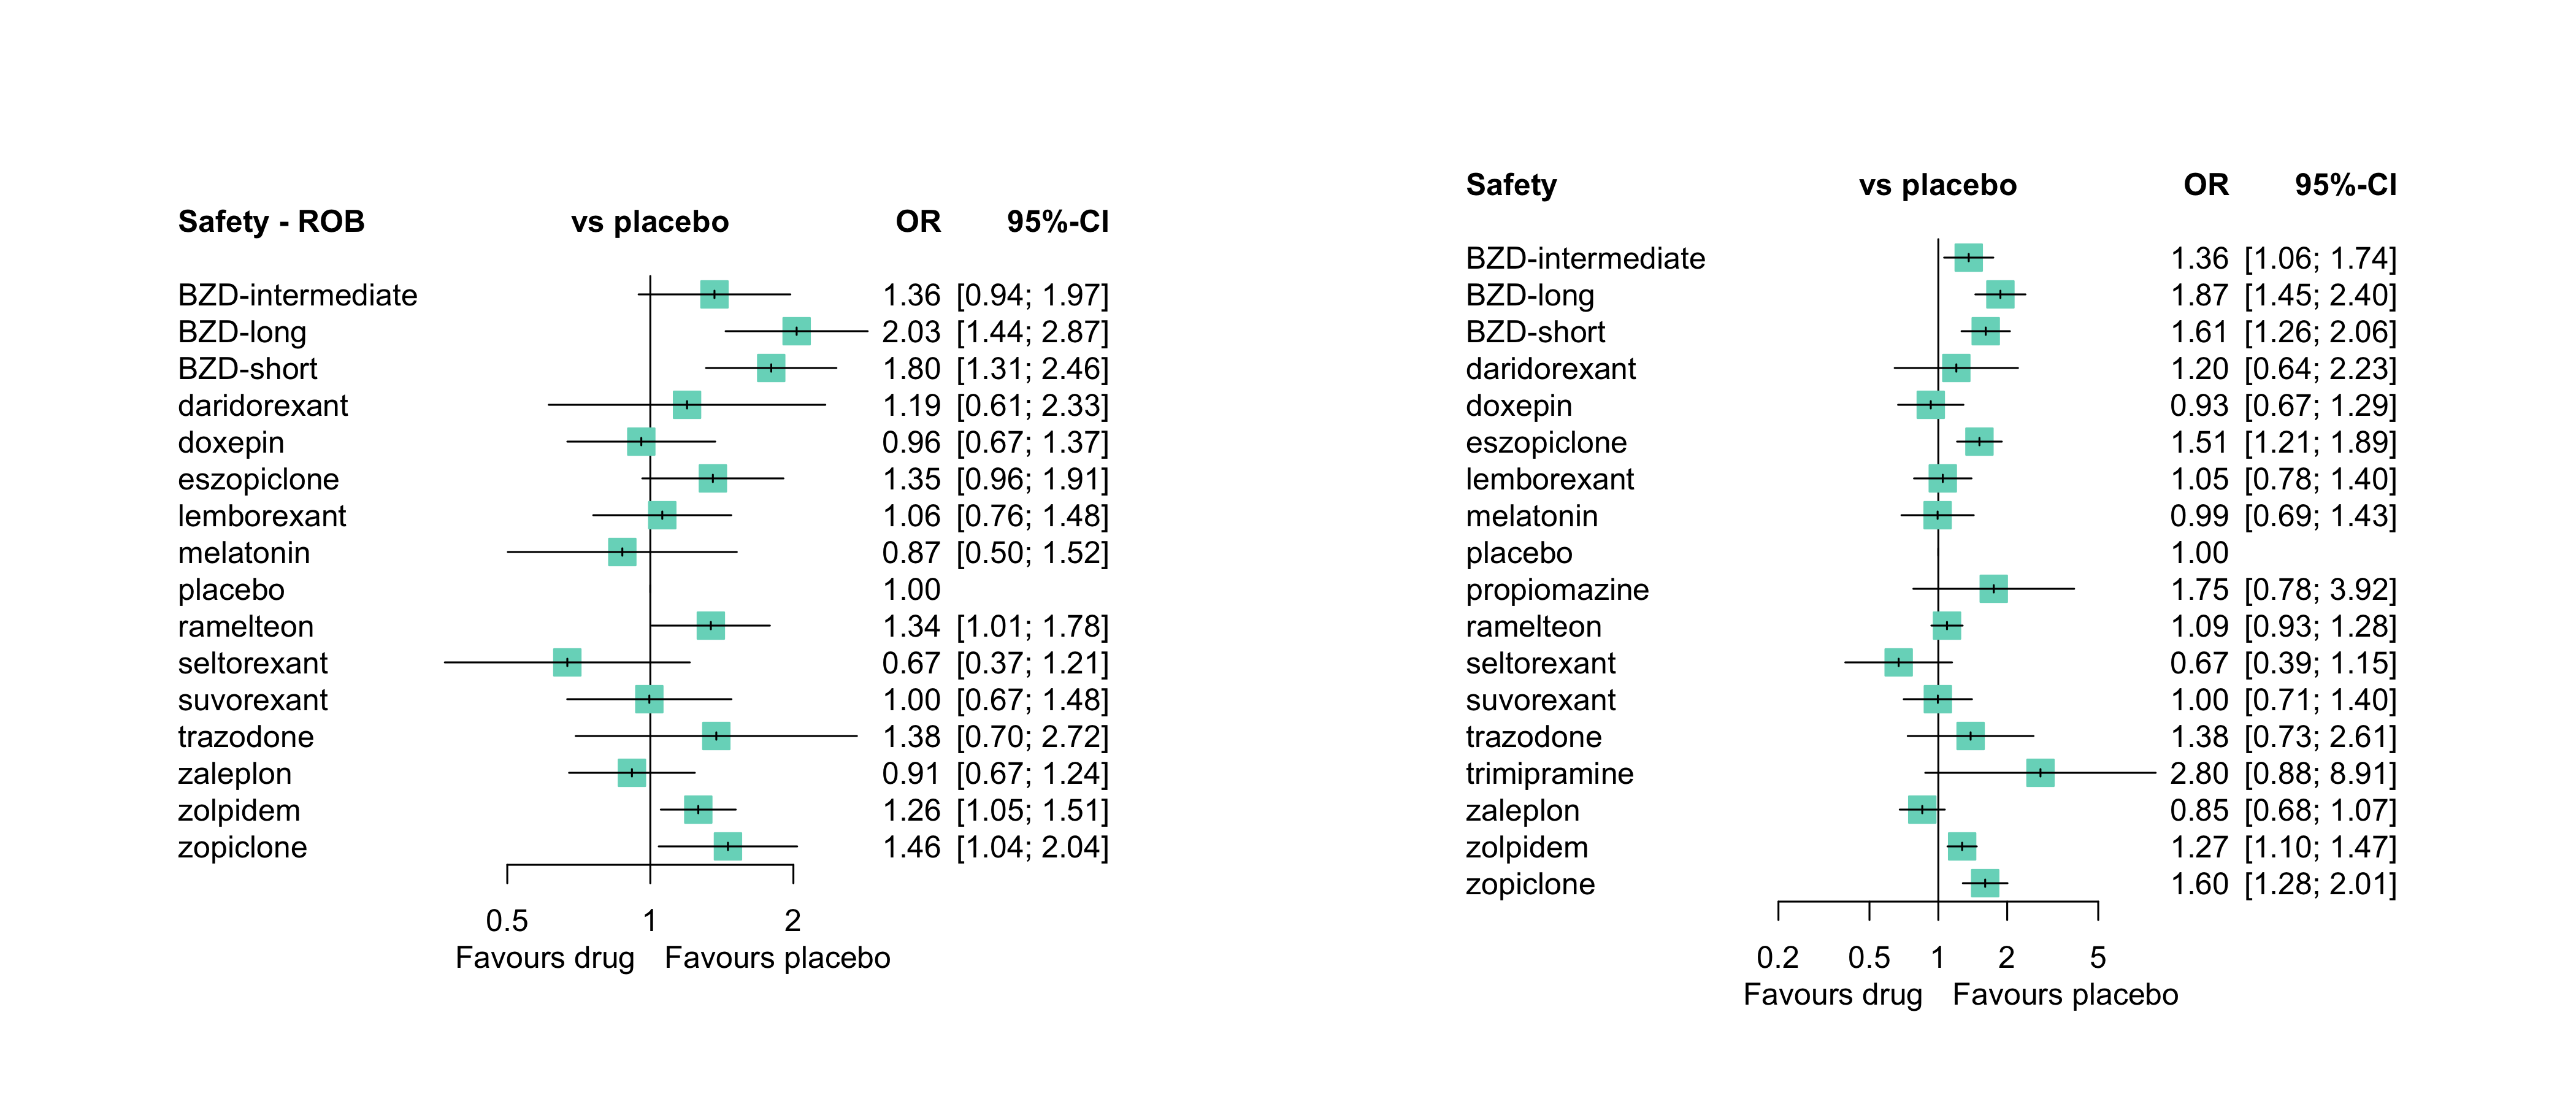 Safety - ROB vs placebo OR 95%-CI
BZD-intermediate 1.36 [0.94; 1.97]
BZD-long 2.03 [1.44; 2.87]
BZD-short 1.80 [1.31; 2.46]
daridorexant 1.19 [0.61; 2.33]
doxepin 0.96 [0.67; 1.37]
eszopiclone 1.35 [0.96; 1.91]
lemborexant 1.06 [0.76; 1.48]
melatonin 0.87 [0.50; 1.52]
placebo 1.00
ramelteon 1.34 [1.01; 1.78]
seltorexant 0.67 [0.37; 1.21]
suvorexant 1.00 [0.67; 1.48]
trazodone 1.38 [0.70; 2.72]
zaleplon 0.91 [0.67; 1.24]
zolpidem 1.26 [1.05; 1.51]
zopiclone 1.46 [1.04; 2.04]
0.5 1 2
Favours drug Favours placebo
Safety vs placebo OR 95%-CI
BZD-intermediate 1.36 [1.06; 1.74]
BZD-long 1.87 [1.45; 2.40]
BZD-short 1.61 [1.26; 2.06]
daridorexant 1.20 [0.64; 2.23]
doxepin 0.93 [0.67; 1.29]
eszopiclone 1.51 [1.21; 1.89]
lemborexant 1.05 [0.78; 1.40]
melatonin 0.99 [0.69; 1.43]
placebo 1.00
propiomazine 1.75 [0.78; 3.92]
ramelteon 1.09 [0.93; 1.28]
seltorexant 0.67 [0.39; 1.15]
suvorexant 1.00 [0.71; 1.40]
trazodone 1.38 [0.73; 2.61]
trimipramine 2.80 [0.88; 8.91]
zaleplon 0.85 [0.68; 1.07]
zolpidem 1.27 [1.10; 1.47]
zopiclone 1.60 [1.28; 2.01]
0.2 0.5 1 2 5
Favours drug Favours placebo